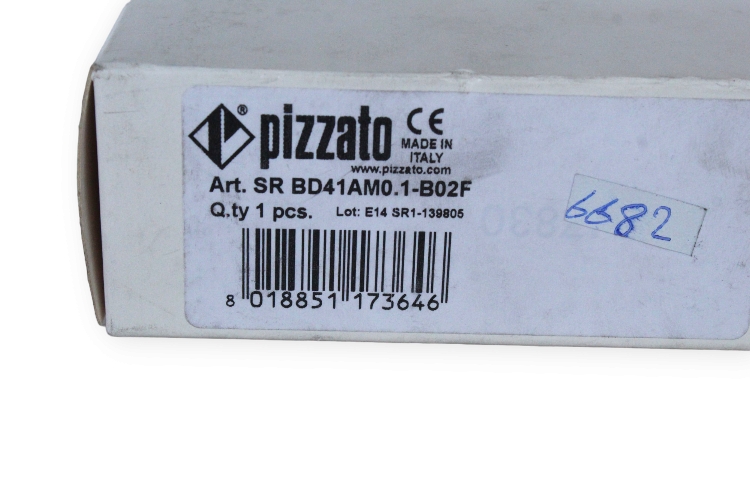 ® pizzato CE
MADE IN
ITALY
www.pizzato.com
Art. SR BD41AM0.1-B02F
Q.ty 1 pcs. Lot: E14 SR1-139805
8 018851 173646
6682